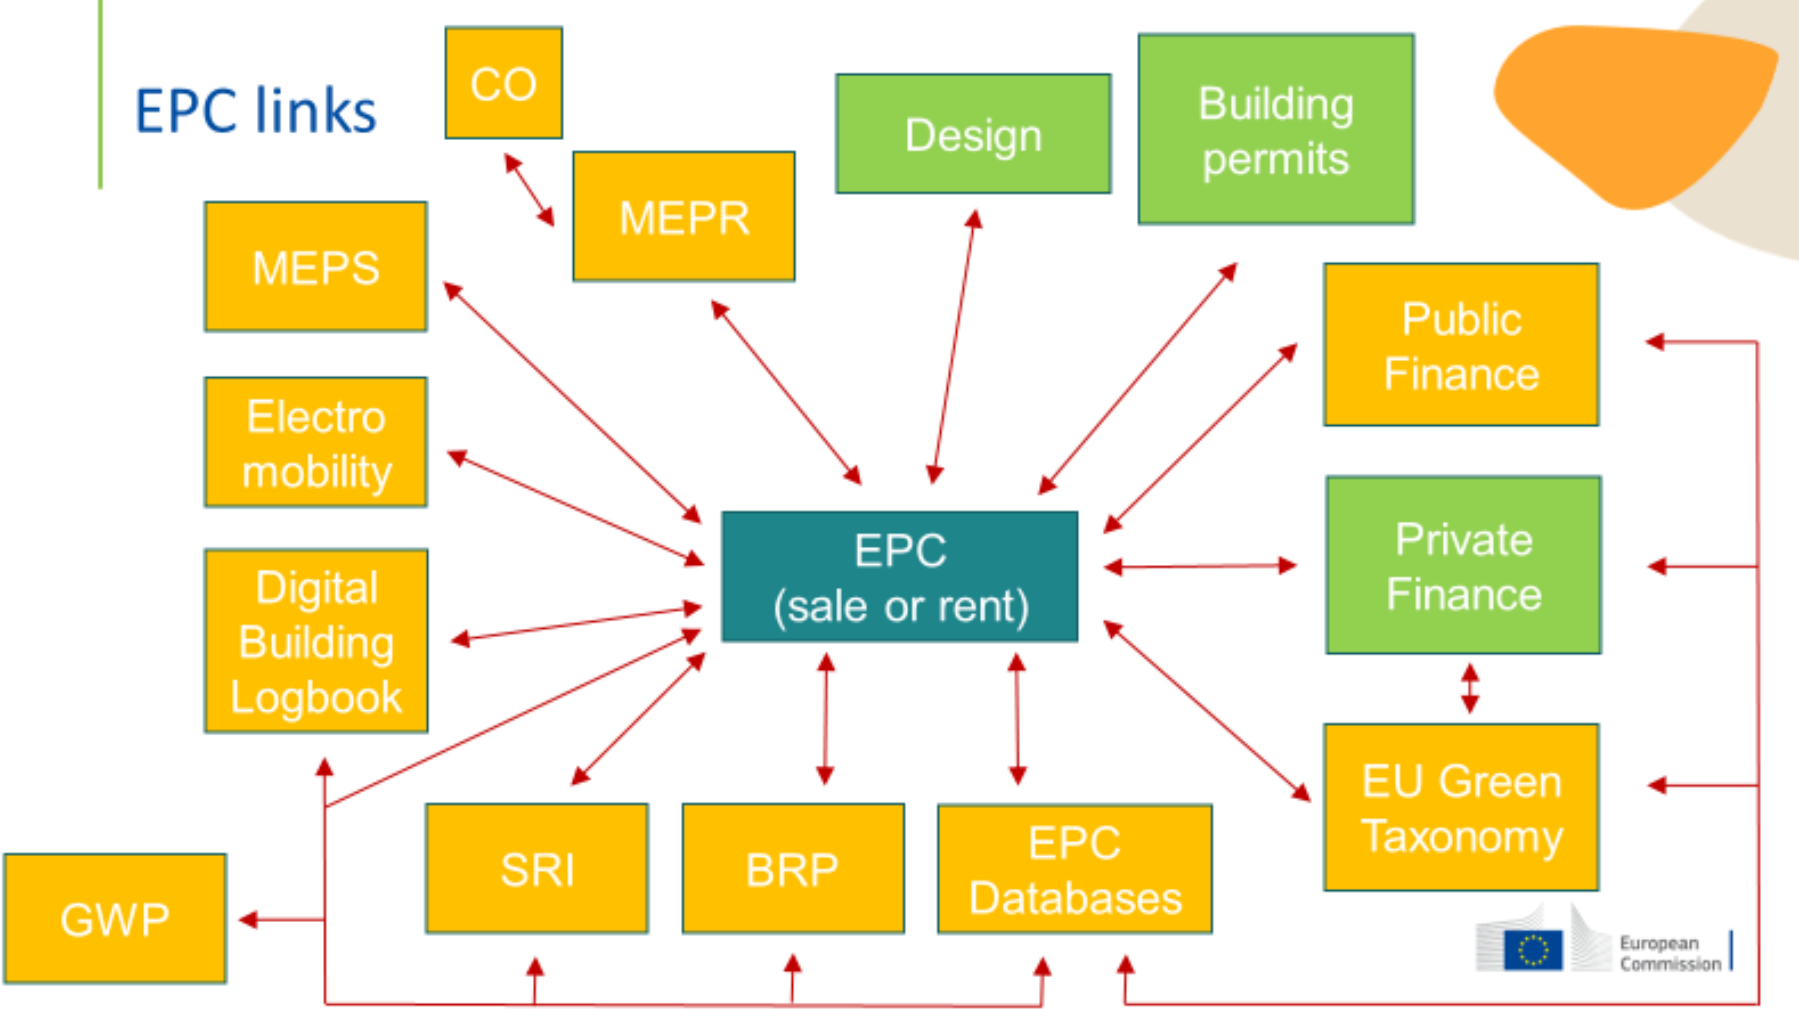 EPC links
CO
MEPR
Design
Building
permits
MEPS
Public
Finance
Electro
mobility
EPC
(sale or rent)
Private
Finance
Digital
Building
Logbook
EU Green
Taxonomy
SRI
BRP
EPC
Databases
GWP
European
Commission